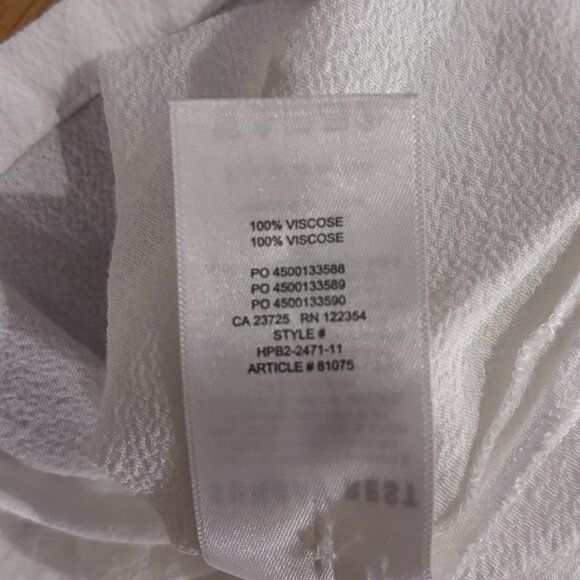 100% VISCOSE
100% VISCOSE
PO 4500133588
PO 4500133589
PO 4500133590
CA 23725 RN 122354
STYLE #
HPB2-2471-11
ARTICLE # 81075